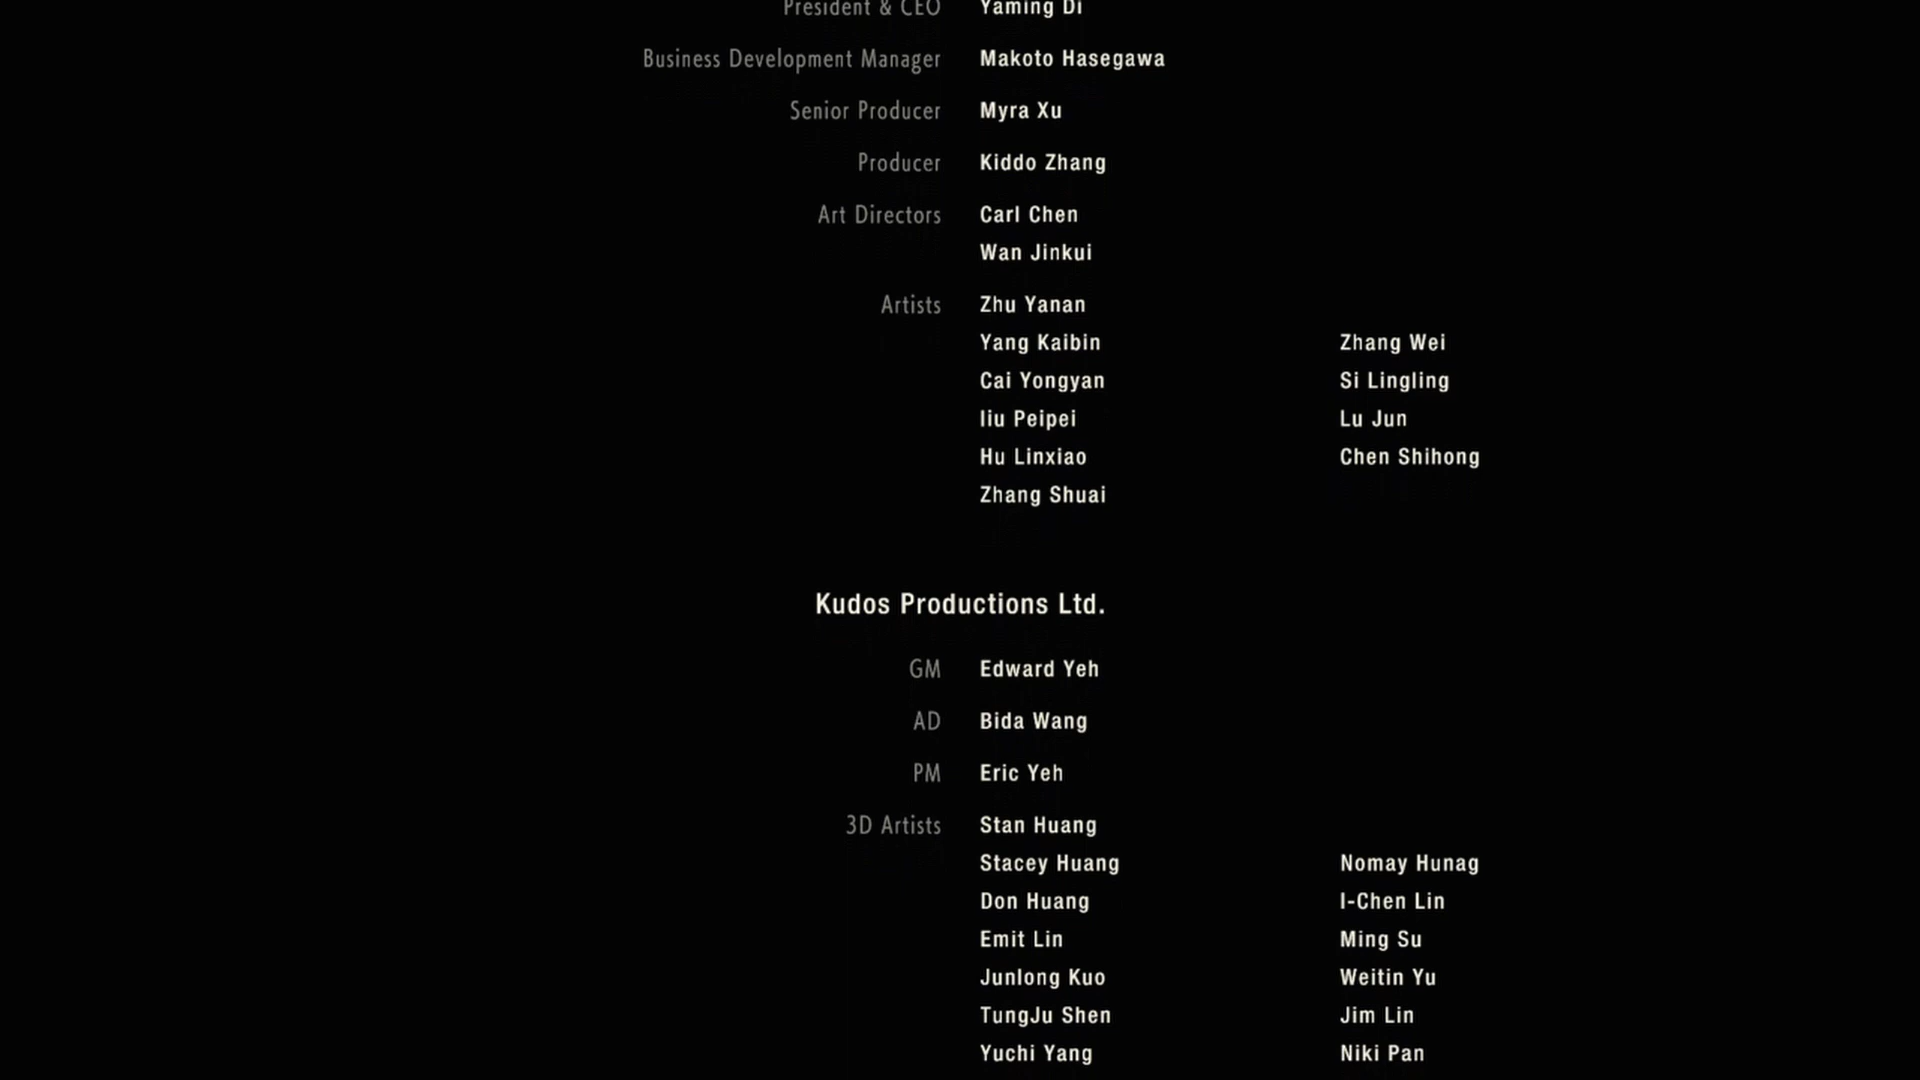 President & CEO Yaming Di
Business Development Manager Makoto Hasegawa
Senior Producer Myra Xu
Producer Kiddo Zhang
Art Directors Carl Chen
Wan Jinkui
Artists Zhu Yanan
Yang Kaibin Zhang Wei
Cai Yongyan Si Lingling
liu Peipei Lu Jun
Hu Linxiao Chen Shihong
Zhang Shuai
Kudos Productions Ltd.
GM Edward Yeh
AD Bida Wang
PM Eric Yeh
3D Artists Stan Huang
Stacey Huang Nomay Hunag
Don Huang I-Chen Lin
Emit Lin Ming Su
Junlong Kuo Weitin Yu
TungJu Shen Jim Lin
Yuchi Yang Niki Pan